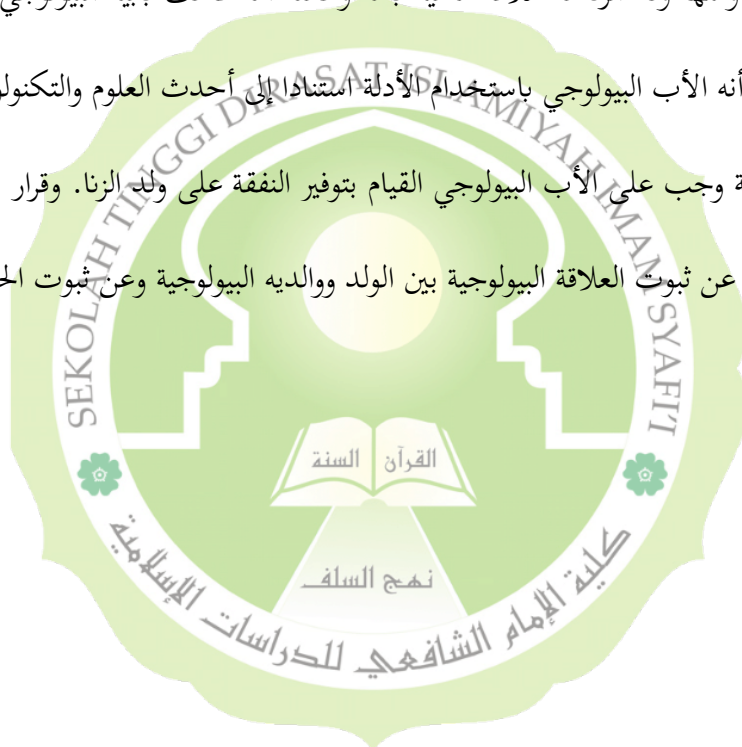 أنه الأب البيولوجي باستخدام الأدلة استنادا إلى أحدث العلوم والتكنولو
ة وجب على الأب البيولوجي القيام بتوفير النفقة على ولد الزنا. وقرار
عن ثبوت العلاقة البيولوجية بين الولد ووالديه البيولوجية وعن ثبوت الح
SEKOLAH TINGGI DIRASAT ISLAMIYAH IMAM SYAFI'I
القرآن السنة
نهج السلف
كلية الإمام الشافعي للدراسات الإسلامية